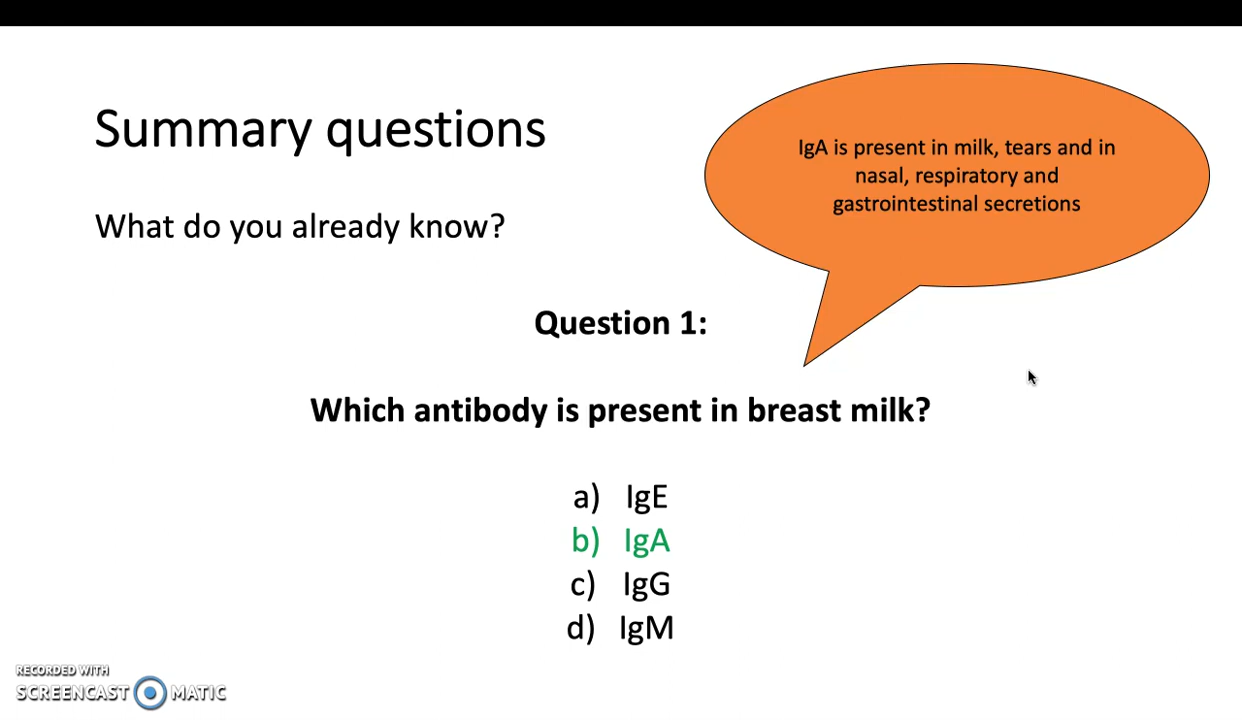 Summary questions
IgA is present in milk, tears and in
nasal, respiratory and
gastrointestinal secretions
What do you already know?
Question 1:
Which antibody is present in breast milk?
a) IgE
b) IgA
c) IgG
d) IgM
RECORDED WITH
SCREENCAST MATIC